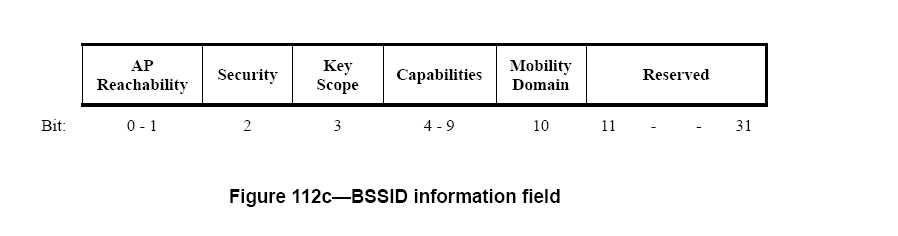 AP Reachability Security Key Scope Capabilities Mobility Domain Reserved
Bit: 0 - 1 2 3 4 - 9 10 11 - - 31
Figure 112c—BSSID information field